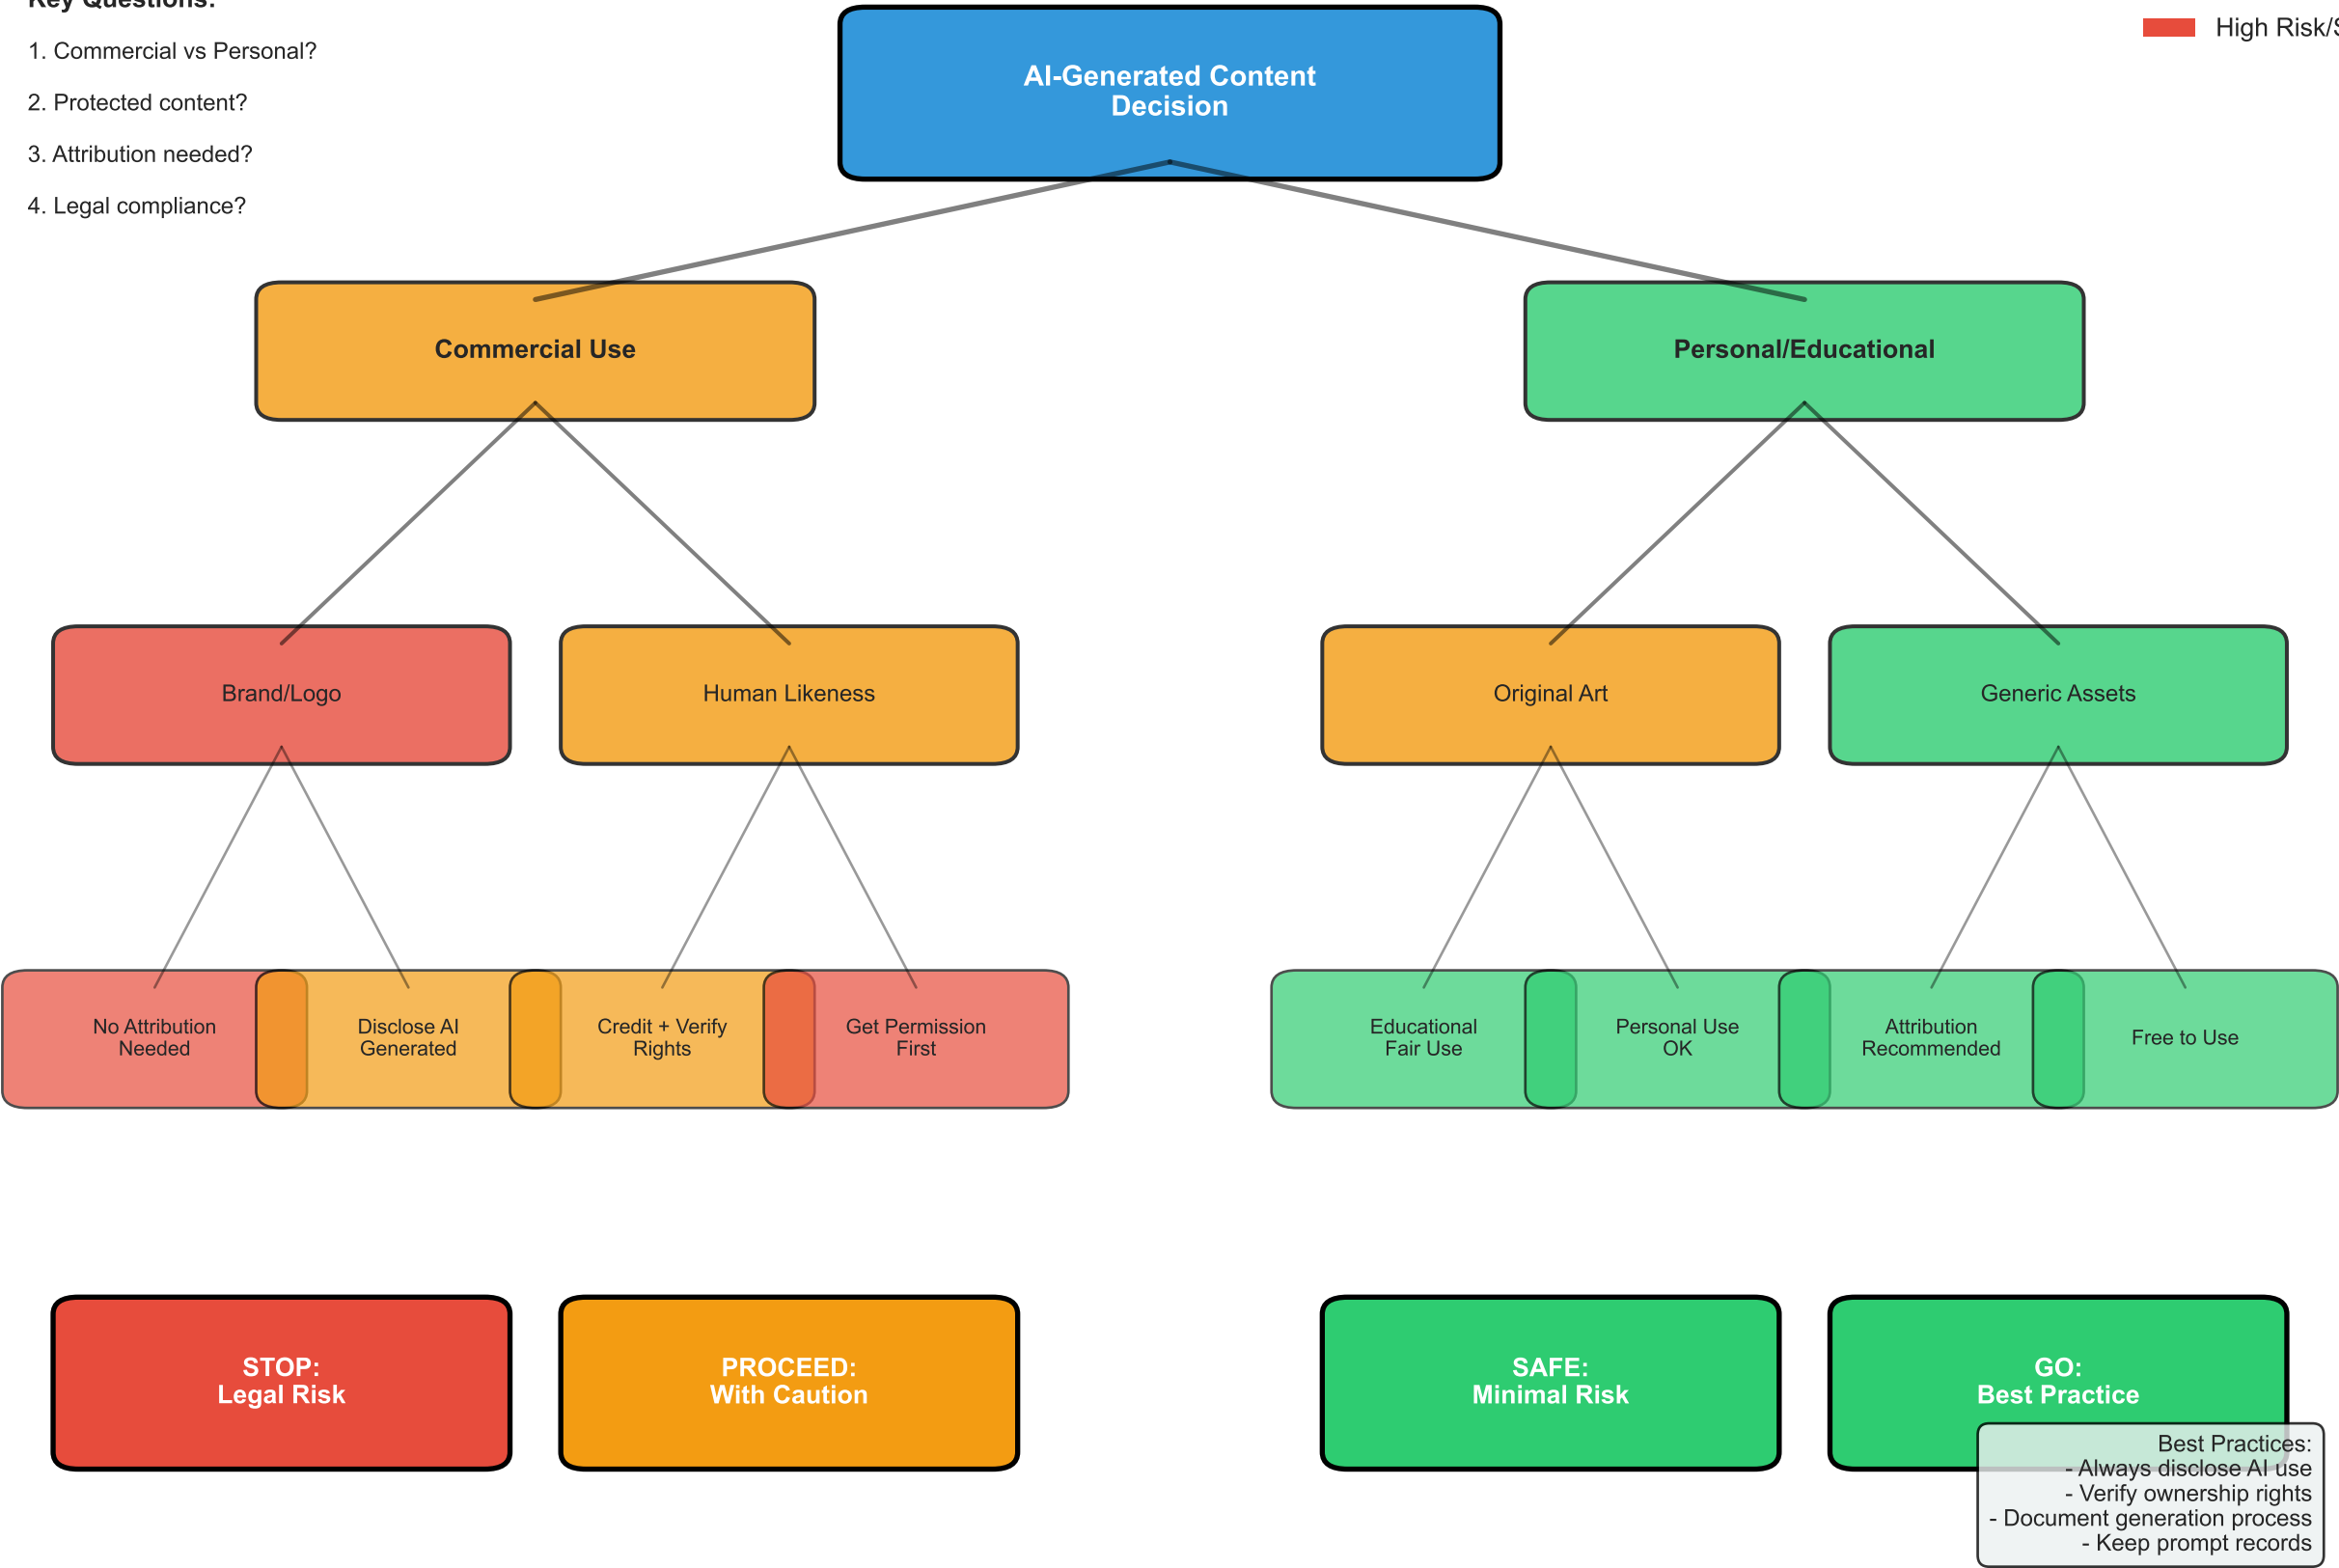 Key Questions:
1. Commercial vs Personal?
2. Protected content?
3. Attribution needed?
4. Legal compliance?
High Risk/S
AI-Generated Content
Decision
Commercial Use
Personal/Educational
Brand/Logo
Human Likeness
Original Art
Generic Assets
No Attribution
Needed
Disclose AI
Generated
Credit + Verify
Rights
Get Permission
First
Educational
Fair Use
Personal Use
OK
Attribution
Recommended
Free to Use
STOP:
Legal Risk
PROCEED:
With Caution
SAFE:
Minimal Risk
GO:
Best Practice
Best Practices:
- Always disclose AI use
- Verify ownership rights
- Document generation process
- Keep prompt records